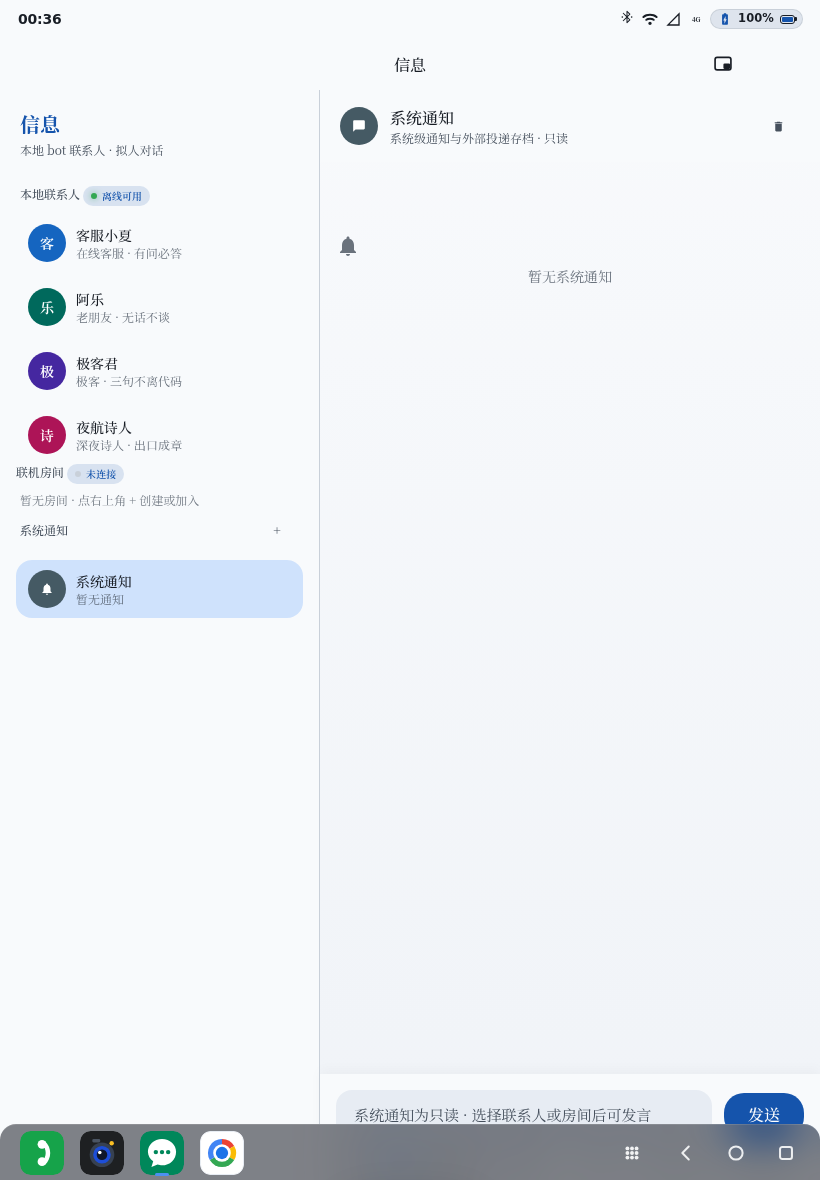 00:36
4G
100%
信息
信息
本地 bot 联系人 · 拟人对话
本地联系人 离线可用
客
客服小夏
在线客服 · 有问必答
乐
阿乐
老朋友 · 无话不谈
极
极客君
极客 · 三句不离代码
诗
夜航诗人
深夜诗人 · 出口成章
联机房间 未连接
暂无房间 · 点右上角 + 创建或加入
系统通知 +
系统通知
暂无通知
系统通知
系统级通知与外部投递存档 · 只读
暂无系统通知
系统通知为只读 · 选择联系人或房间后可发言
发送